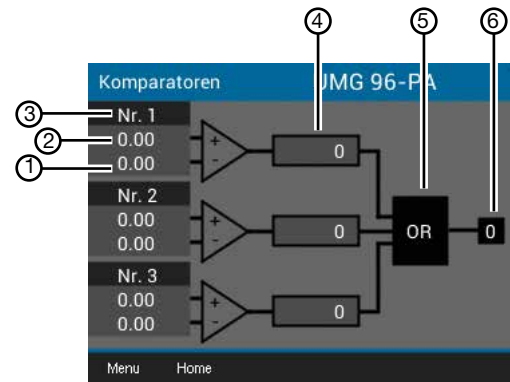 ④ ⑤ ⑥
Komparatoren UMG 96-PA
③ Nr. 1
② 0.00 + 0
① 0.00 -
Nr. 2
0.00 + 0 OR 0
0.00 -
Nr. 3
0.00 + 0
0.00 -
Menu Home